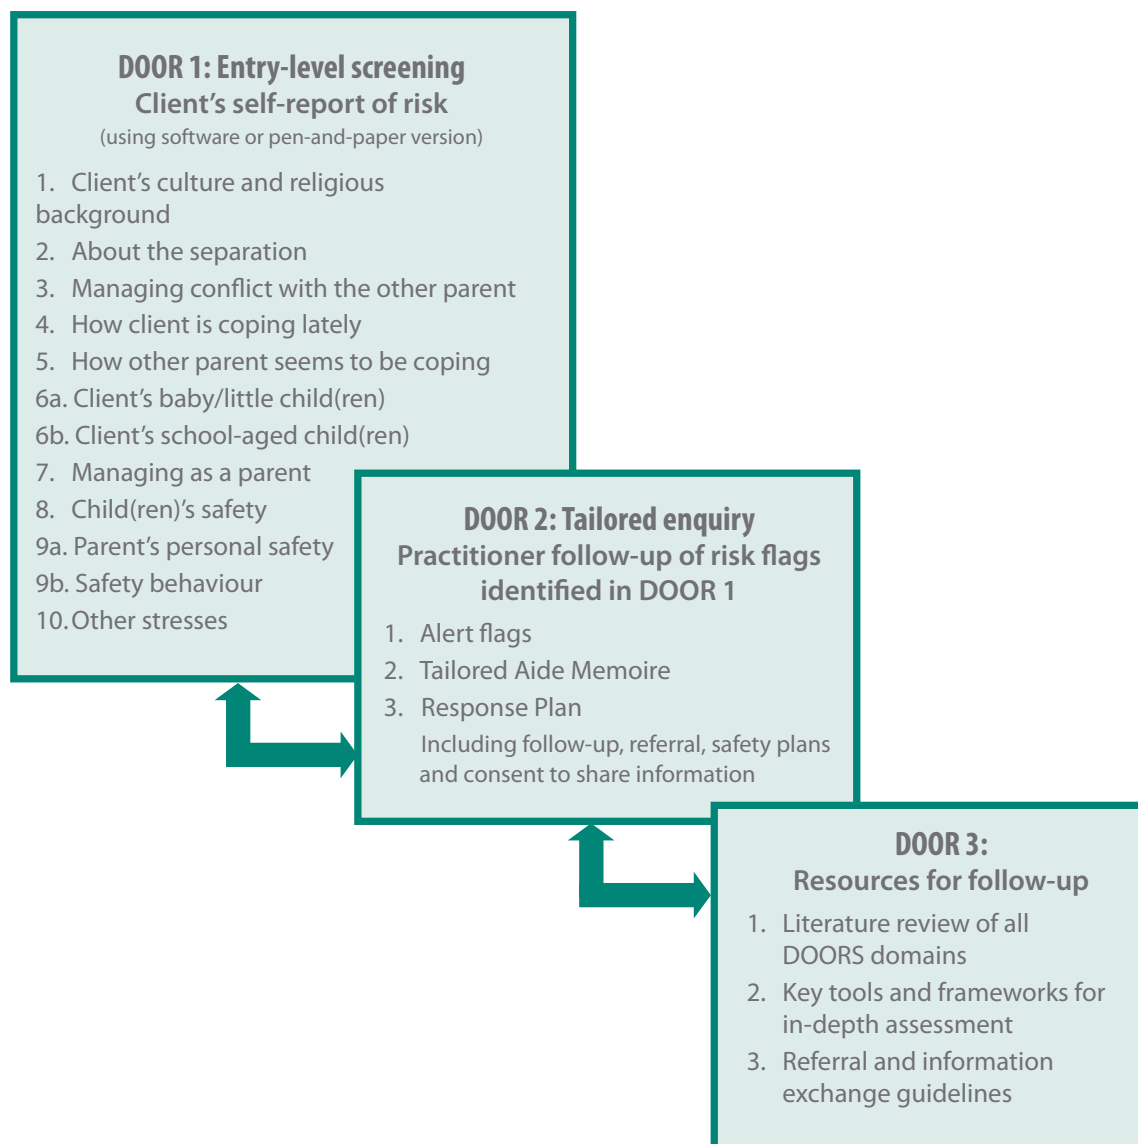 DOOR 1: Entry-level screening
Client's self-report of risk
(using software or pen-and-paper version)
1. Client's culture and religious
background
2. About the separation
3. Managing conflict with the other parent
4. How client is coping lately
5. How other parent seems to be coping
6a. Client's baby/little child(ren)
6b. Client's school-aged child(ren)
7. Managing as a parent
8. Child(ren)'s safety
9a. Parent's personal safety
9b. Safety behaviour
10. Other stresses
DOOR 2: Tailored enquiry
Practitioner follow-up of risk flags
identified in DOOR 1
1. Alert flags
2. Tailored Aide Memoire
3. Response Plan
Including follow-up, referral, safety plans
and consent to share information
DOOR 3:
Resources for follow-up
1. Literature review of all
DOORS domains
2. Key tools and frameworks for
in-depth assessment
3. Referral and information
exchange guidelines